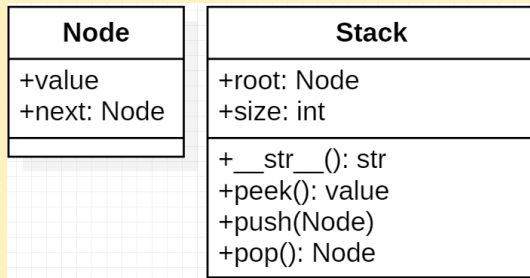 Node
+value
+next: Node
Stack
+root: Node
+size: int
+__str__(): str
+peek(): value
+push(Node)
+pop(): Node